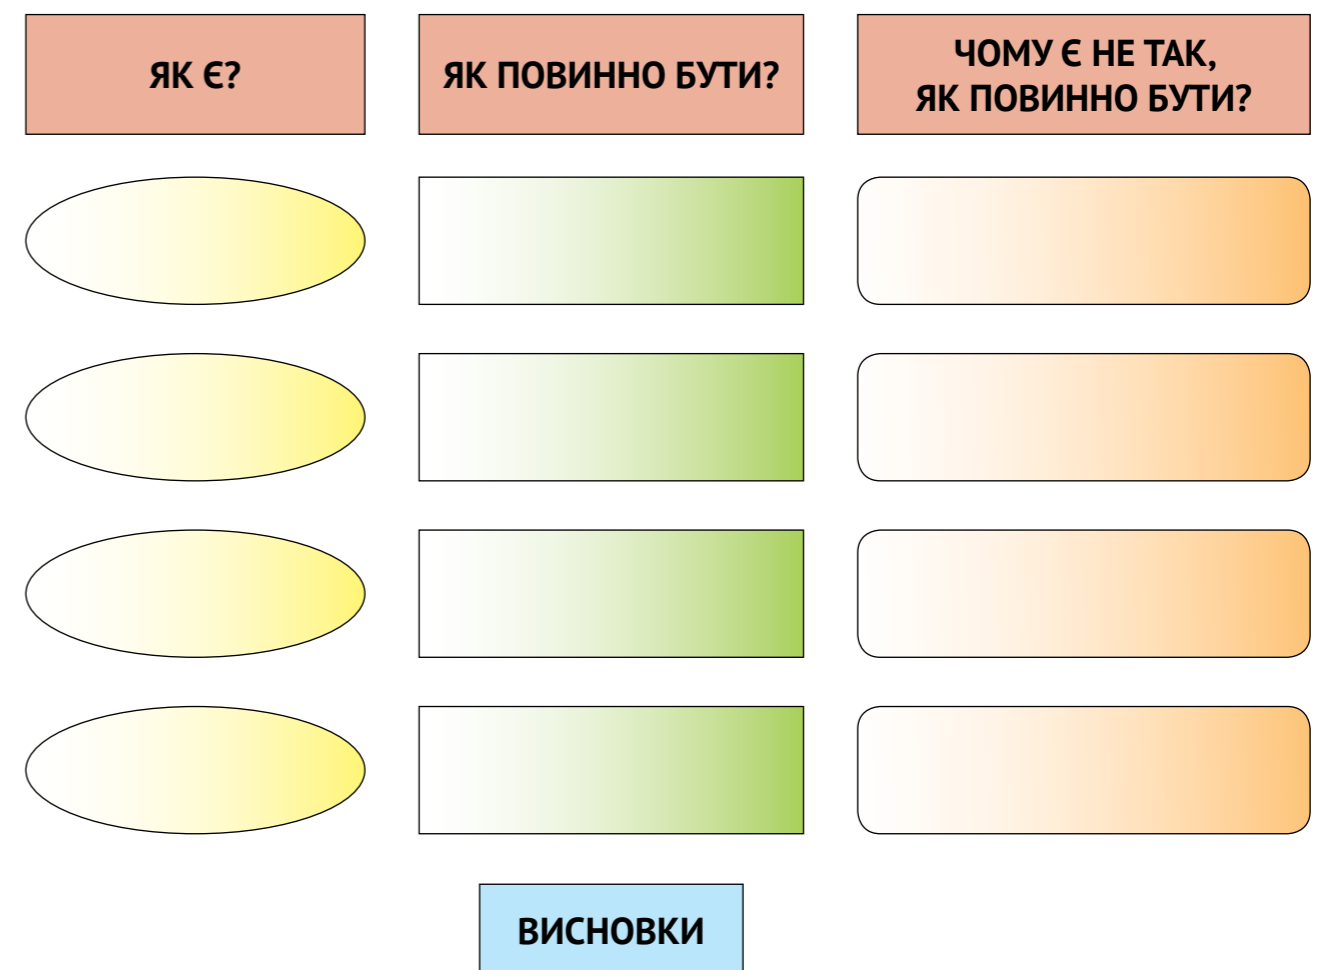 ЯК Є?
ЯК ПОВИННО БУТИ?
ЧОМУ Є НЕ ТАК,
ЯК ПОВИННО БУТИ?
ВИСНОВКИ